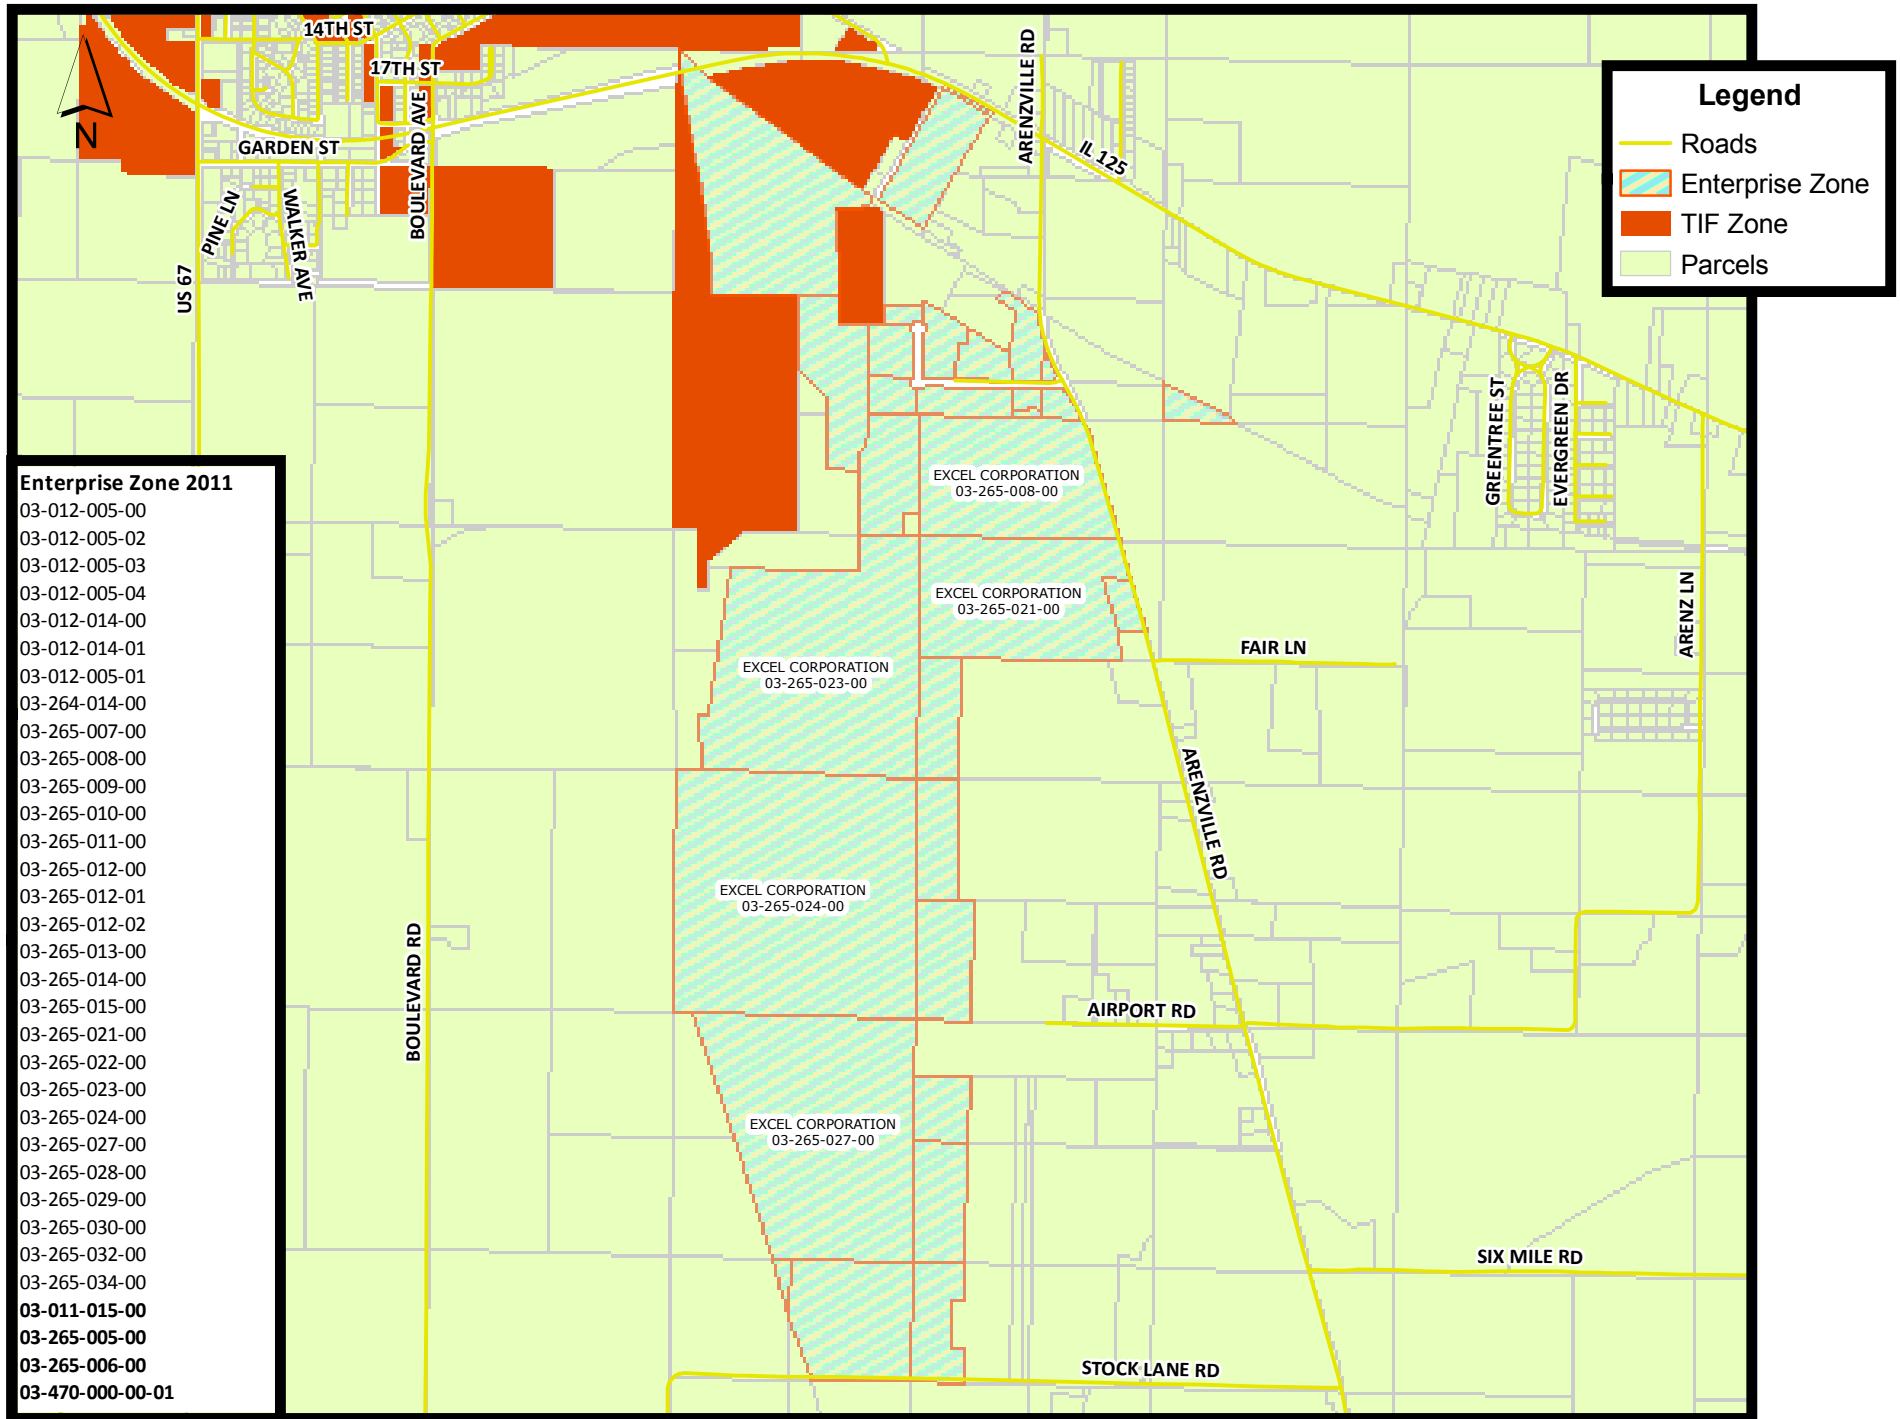 14TH ST
17TH ST
BOULEVARD AVE
ARENZVILLE RD
N
GARDEN ST
IL 125
PINE LN
WALKER AVE
US 67
Legend
Roads
Enterprise Zone
TIF Zone
Parcels
GREENTREE ST
EVERGREEN DR
EXCEL CORPORATION
03-265-008-00
EXCEL CORPORATION
03-265-021-00
FAIR LN
ARENZ LN
EXCEL CORPORATION
03-265-023-00
ARENZVILLE RD
EXCEL CORPORATION
03-265-024-00
BOULEVARD RD
AIRPORT RD
EXCEL CORPORATION
03-265-027-00
SIX MILE RD
STOCK LANE RD
Enterprise Zone 2011
03-012-005-00
03-012-005-02
03-012-005-03
03-012-005-04
03-012-014-00
03-012-014-01
03-012-005-01
03-264-014-00
03-265-007-00
03-265-008-00
03-265-009-00
03-265-010-00
03-265-011-00
03-265-012-00
03-265-012-01
03-265-012-02
03-265-013-00
03-265-014-00
03-265-015-00
03-265-021-00
03-265-022-00
03-265-023-00
03-265-024-00
03-265-027-00
03-265-028-00
03-265-029-00
03-265-030-00
03-265-032-00
03-265-034-00
03-011-015-00
03-265-005-00
03-265-006-00
03-470-000-00-01